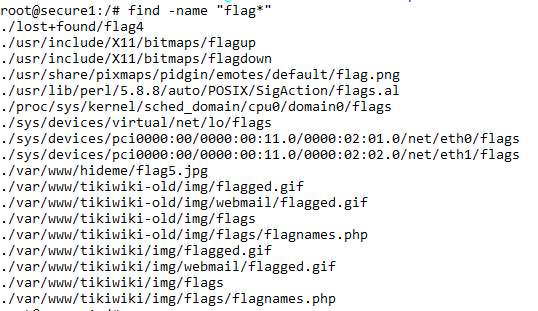 root@secure1:/# find -name "flag*"
./lost+found/flag4
./usr/include/X11/bitmaps/flagup
./usr/include/X11/bitmaps/flagdown
./usr/share/pixmaps/pidgin/emotes/default/flag.png
./usr/lib/perl/5.8.8/auto/POSIX/SigAction/flags.al
./proc/sys/kernel/sched_domain/cpu0/domain0/flags
./sys/devices/virtual/net/lo/flags
./sys/devices/pci0000:00/0000:00:11.0/0000:02:01.0/net/eth0/flags
./sys/devices/pci0000:00/0000:00:11.0/0000:02:02.0/net/eth1/flags
./var/www/hideme/flag5.jpg
./var/www/tikiwiki-old/img/flagged.gif
./var/www/tikiwiki-old/img/webmail/flagged.gif
./var/www/tikiwiki-old/img/flags
./var/www/tikiwiki-old/img/flags/flagnames.php
./var/www/tikiwiki/img/flagged.gif
./var/www/tikiwiki/img/webmail/flagged.gif
./var/www/tikiwiki/img/flags
./var/www/tikiwiki/img/flags/flagnames.php